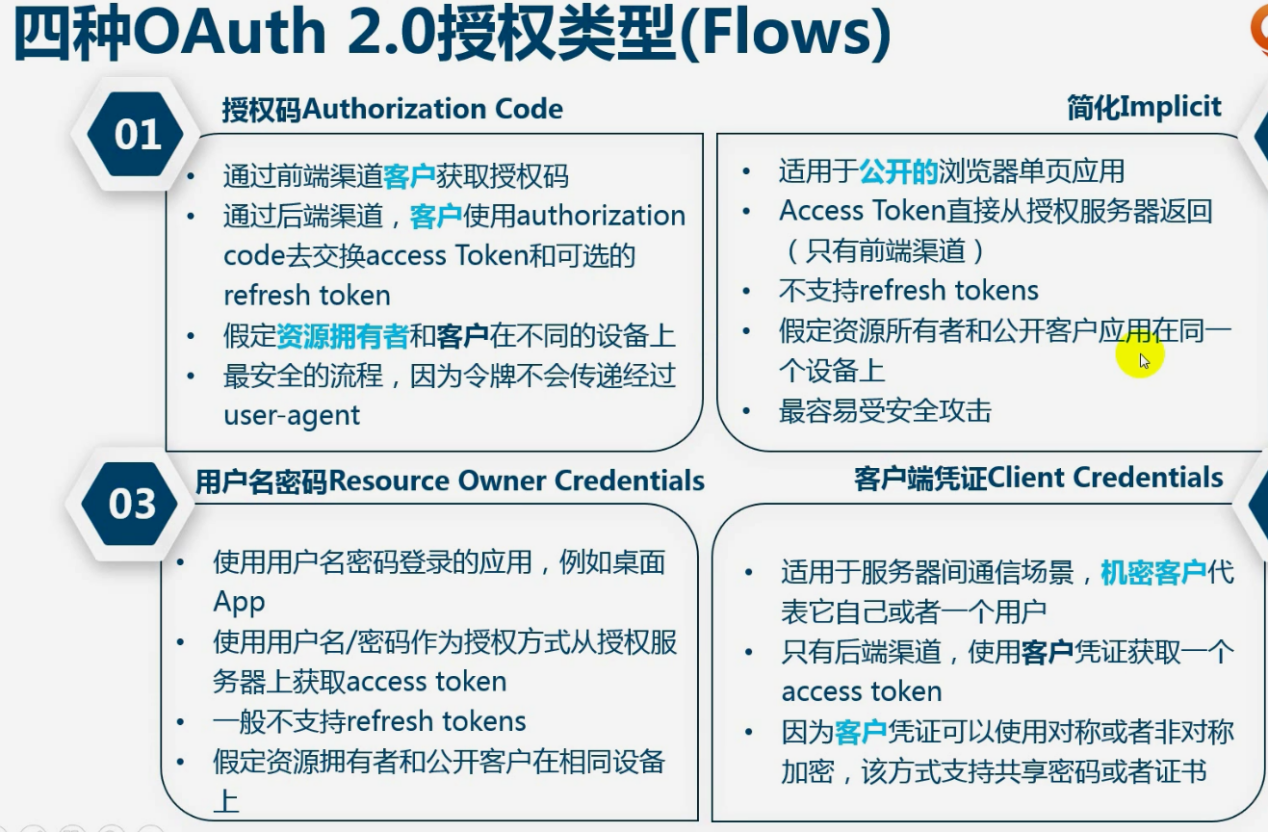 四种OAuth 2.0授权类型(Flows)
01
授权码Authorization Code
• 通过前端渠道客户获取授权码
• 通过后端渠道，客户使用authorization
code去交换access Token和可选的
refresh token
• 假定资源拥有者和客户在不同的设备上
• 最安全的流程，因为令牌不会传递经过
user-agent
简化Implicit
• 适用于公开的浏览器单页应用
• Access Token直接从授权服务器返回
（只有前端渠道）
• 不支持refresh tokens
• 假定资源所有者和公开客户应用在同一
个设备上
• 最容易受安全攻击
03
用户名密码Resource Owner Credentials
• 使用用户名密码登录的应用，例如桌面
App
• 使用用户名/密码作为授权方式从授权服
务器上获取access token
• 一般不支持refresh tokens
• 假定资源拥有者和公开客户在相同设备
上
客户端凭证Client Credentials
• 适用于服务器间通信场景，机密客户代
表它自己或者一个用户
• 只有后端渠道，使用客户凭证获取一个
access token
• 因为客户凭证可以使用对称或者非对称
加密，该方式支持共享密码或者证书